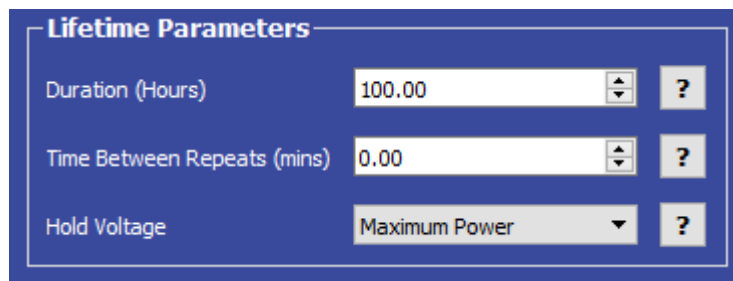 Lifetime Parameters
Duration (Hours) 100.00 ?
Time Between Repeats (mins) 0.00 ?
Hold Voltage Maximum Power ?